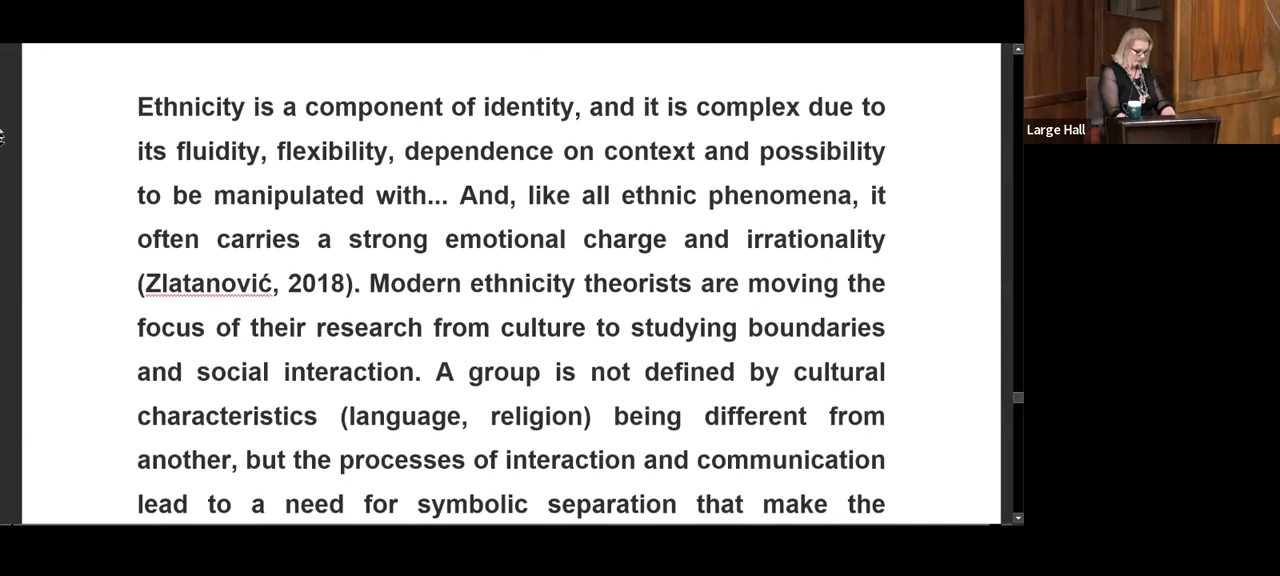 Ethnicity is a component of identity, and it is complex due to
its fluidity, flexibility, dependence on context and possibility
to be manipulated with... And, like all ethnic phenomena, it
often carries a strong emotional charge and irrationality
(Zlatanović, 2018). Modern ethnicity theorists are moving the
focus of their research from culture to studying boundaries
and social interaction. A group is not defined by cultural
characteristics (language, religion) being different from
another, but the processes of interaction and communication
lead to a need for symbolic separation that make the
Large Hall